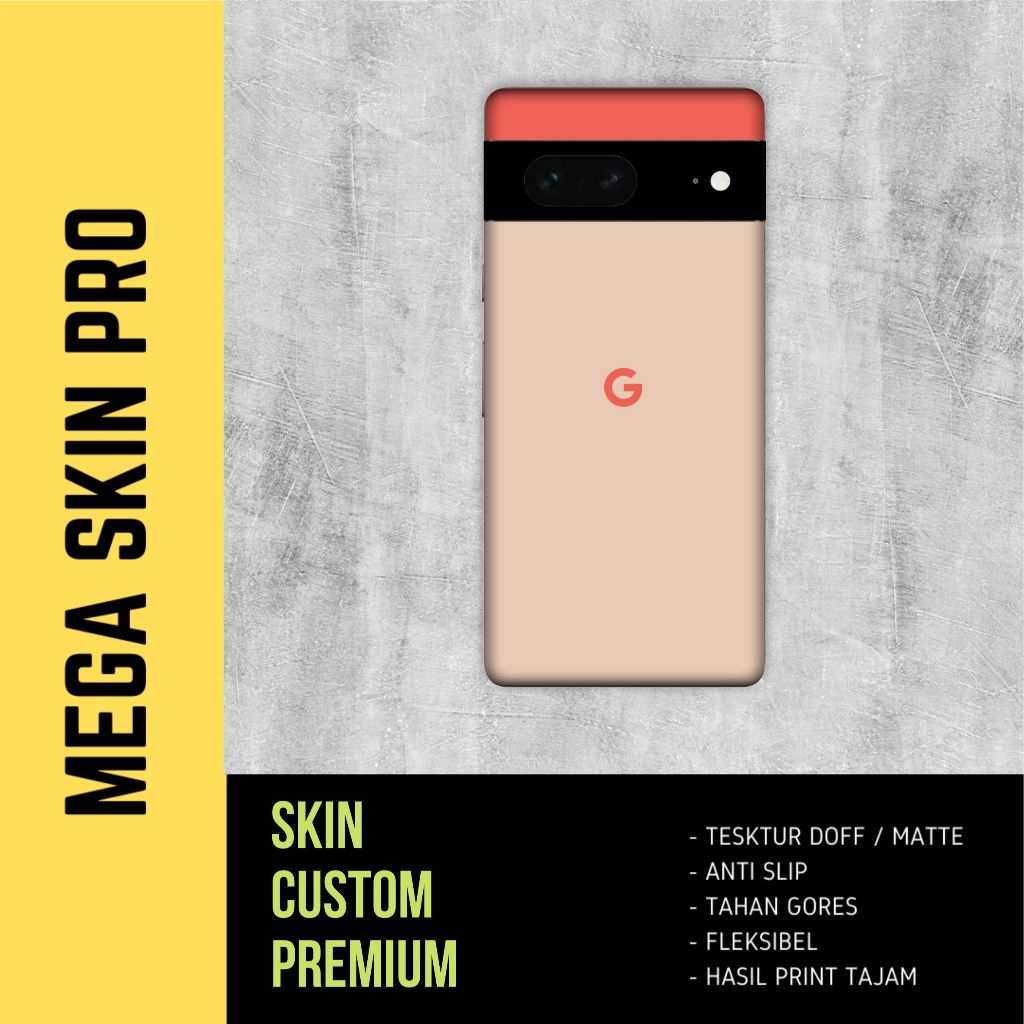 MEGA SKIN PRO
G
SKIN
CUSTOM
PREMIUM
- TESKTUR DOFF / MATTE
- ANTI SLIP
- TAHAN GORES
- FLEKSIBEL
- HASIL PRINT TAJAM